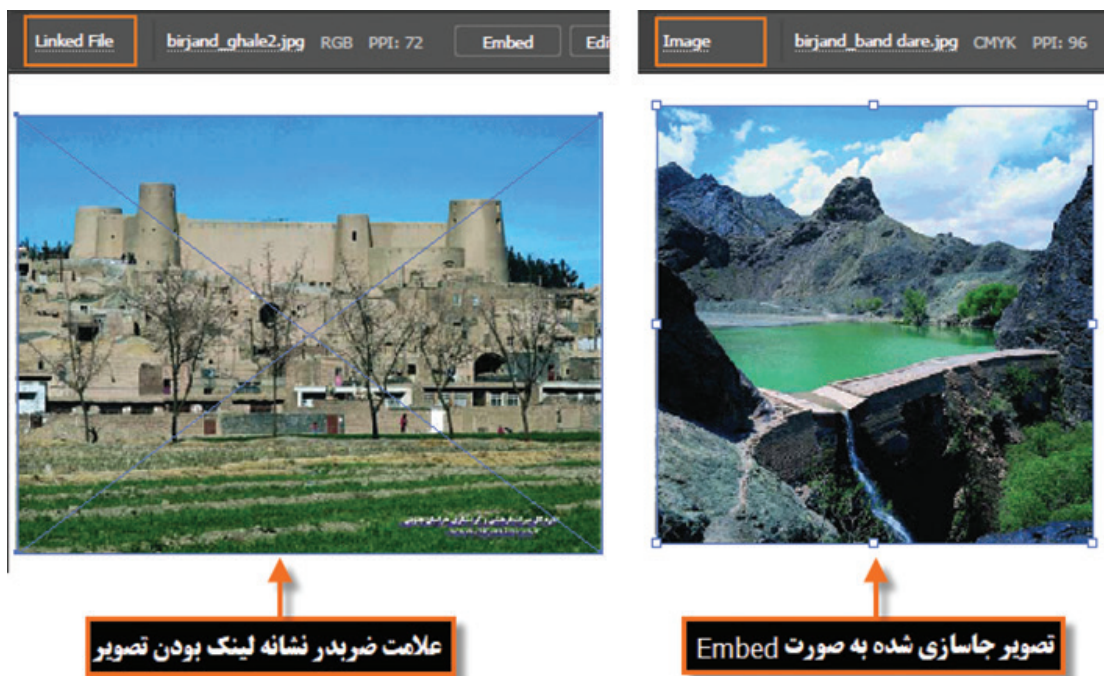 Linked File birjand_ghale2.jpg RGB PPI: 72 Embed Edi
Image birjand_band dare.jpg CMYK PPI: 96
علامت ضربدر نشانه لینک بودن تصویر
تصویر جاسازی شده به صورت Embed